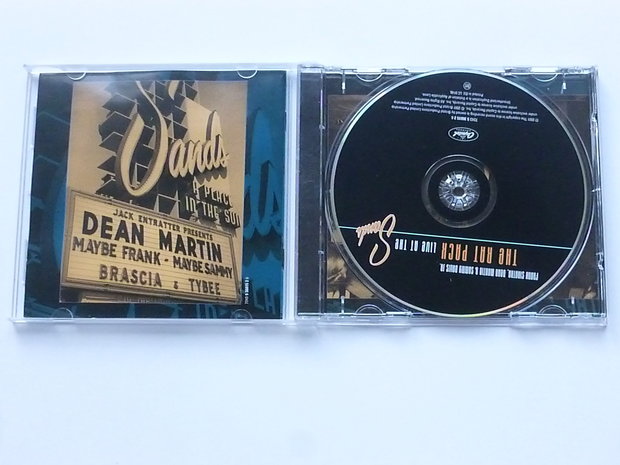 Sands
A PLACE
IN THE SUN
JACK ENTRATTER PRESENTS
DEAN MARTIN
MAYBE FRANK - MAYBE SAMMY
BRASCIA & TYBEE
Capitol
Sands
LIVE AT THE
THE RAT PACK
FRANK SINATRA, DEAN MARTIN & SAMMY DAVIS JR.